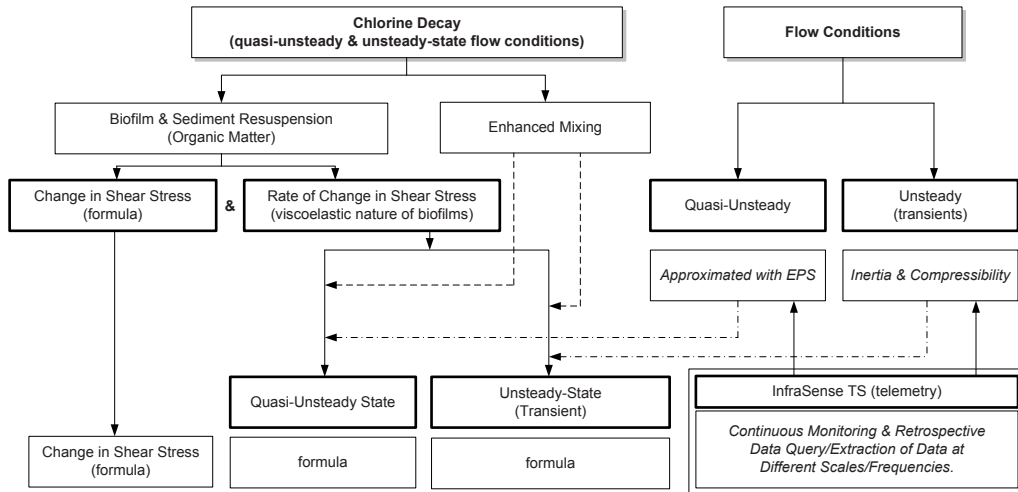 Chlorine Decay
(quasi-unsteady & unsteady-state flow conditions)
Flow Conditions
Biofilm & Sediment Resuspension
(Organic Matter)
Enhanced Mixing
Change in Shear Stress
(formula)
&
Rate of Change in Shear Stress
(viscoelastic nature of biofilms)
Quasi-Unsteady
Unsteady
(transients)
Approximated with EPS
Inertia & Compressibility
Quasi-Unsteady State
Unsteady-State
(Transient)
InfraSense TS (telemetry)
Continuous Monitoring & Retrospective
Data Query/Extraction of Data at
Different Scales/Frequencies.
Change in Shear Stress
(formula)
formula
formula